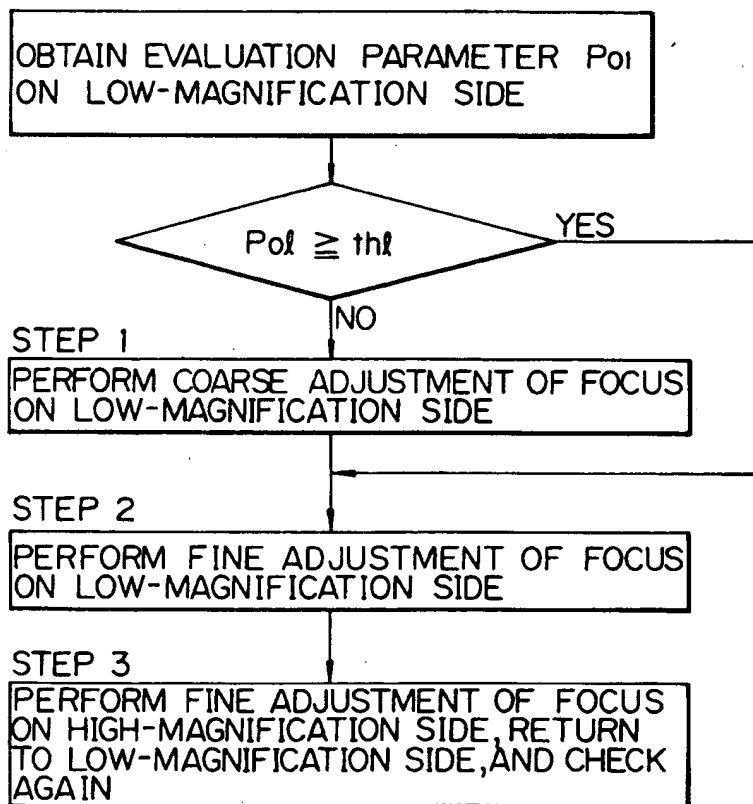 OBTAIN EVALUATION PARAMETER Pol
ON LOW-MAGNIFICATION SIDE
Pol ≧ thl
YES
NO
STEP 1
PERFORM COARSE ADJUSTMENT OF FOCUS
ON LOW-MAGNIFICATION SIDE
STEP 2
PERFORM FINE ADJUSTMENT OF FOCUS
ON LOW-MAGNIFICATION SIDE
STEP 3
PERFORM FINE ADJUSTMENT OF FOCUS
ON HIGH-MAGNIFICATION SIDE, RETURN
TO LOW-MAGNIFICATION SIDE, AND CHECK
AGAIN